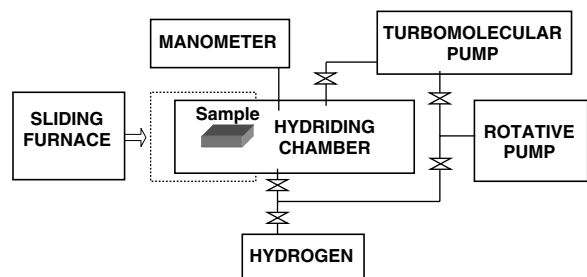 MANOMETER
TURBOMOLECULAR
PUMP
SLIDING
FURNACE
Sample
HYDRIDING
CHAMBER
ROTATIVE
PUMP
HYDROGEN